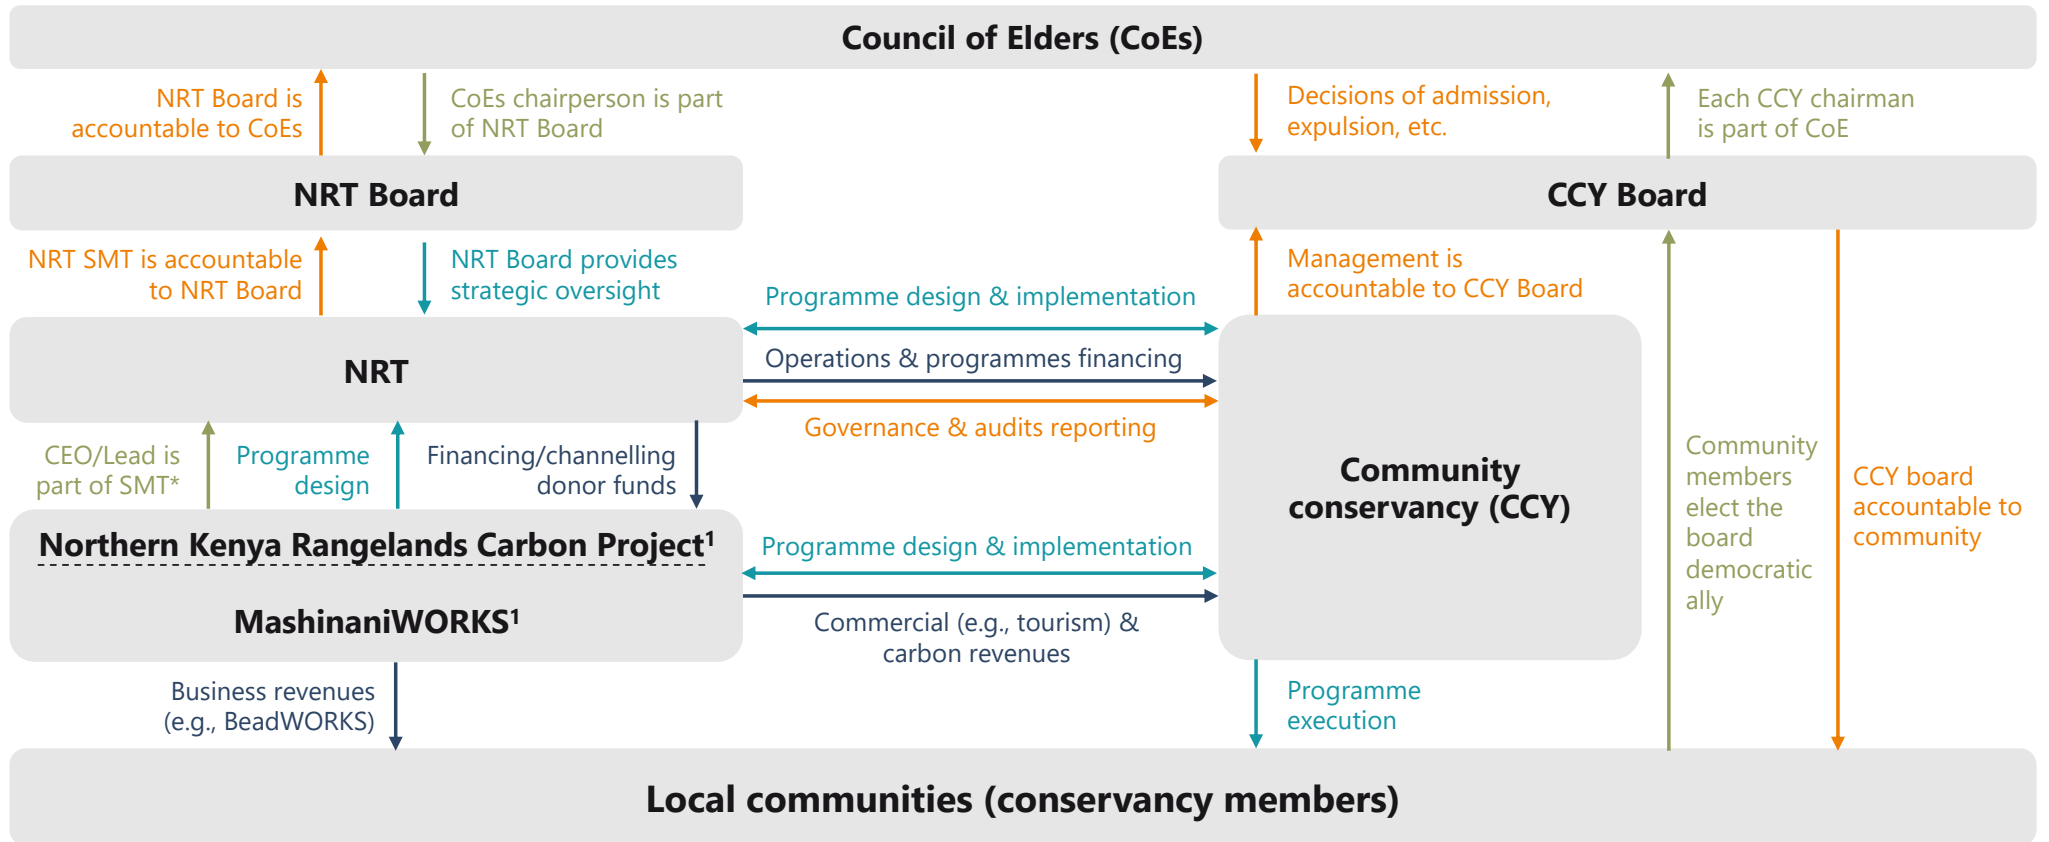 Council of Elders (CoEs)
NRT Board is
accountable to CoEs
CoEs chairperson is part
of NRT Board
Decisions of admission,
expulsion, etc.
Each CCY chairman
is part of CoE
NRT Board
CCY Board
NRT SMT is accountable
to NRT Board
NRT Board provides
strategic oversight
Programme design & implementation
Management is
accountable to CCY Board
NRT
Operations & programmes financing
Governance & audits reporting
CEO/Lead is
part of SMT*
Programme
design
Financing/channelling
donor funds
Community
conservancy (CCY)
Community
members
elect the
board
democratic
ally
CCY board
accountable to
community
Northern Kenya Rangelands Carbon Project¹
MashinaniWORKS¹
Programme design & implementation
Commercial (e.g., tourism) &
carbon revenues
Business revenues
(e.g., BeadWORKS)
Programme
execution
Local communities (conservancy members)